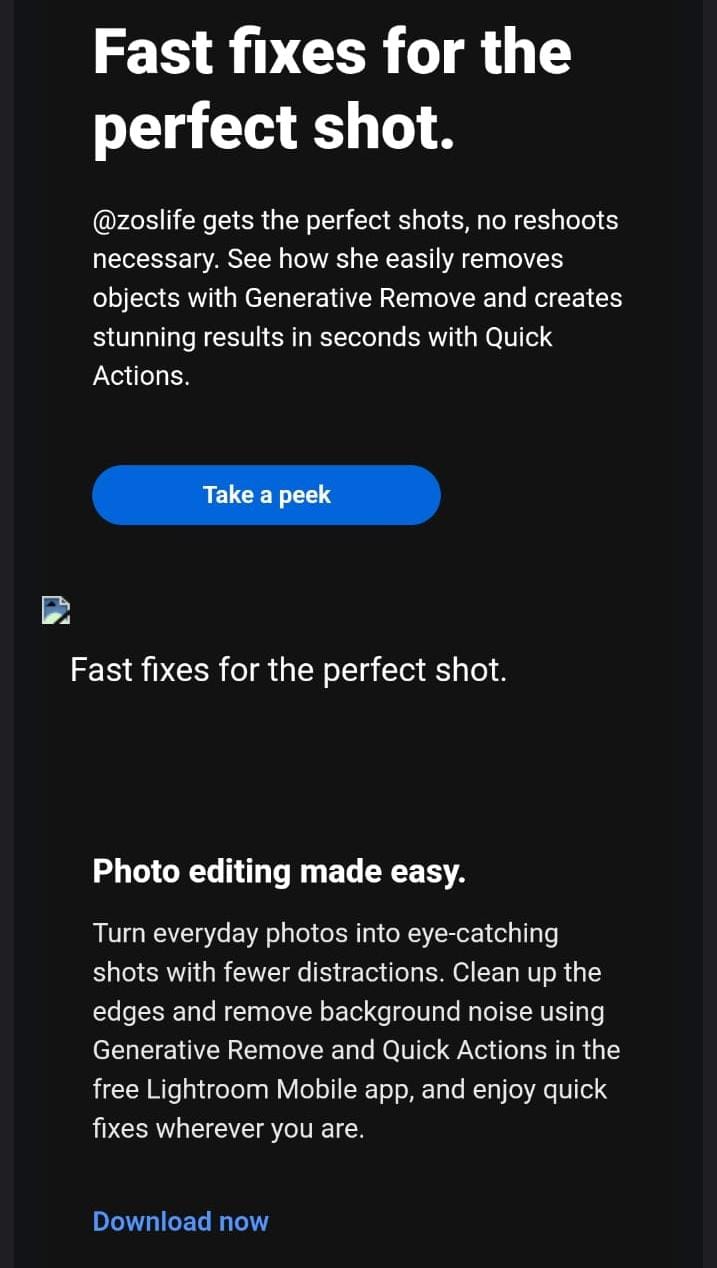 Fast fixes for the
perfect shot.
@zoslife gets the perfect shots, no reshoots
necessary. See how she easily removes
objects with Generative Remove and creates
stunning results in seconds with Quick
Actions.
Take a peek
Fast fixes for the perfect shot.
Photo editing made easy.
Turn everyday photos into eye-catching
shots with fewer distractions. Clean up the
edges and remove background noise using
Generative Remove and Quick Actions in the
free Lightroom Mobile app, and enjoy quick
fixes wherever you are.
Download now